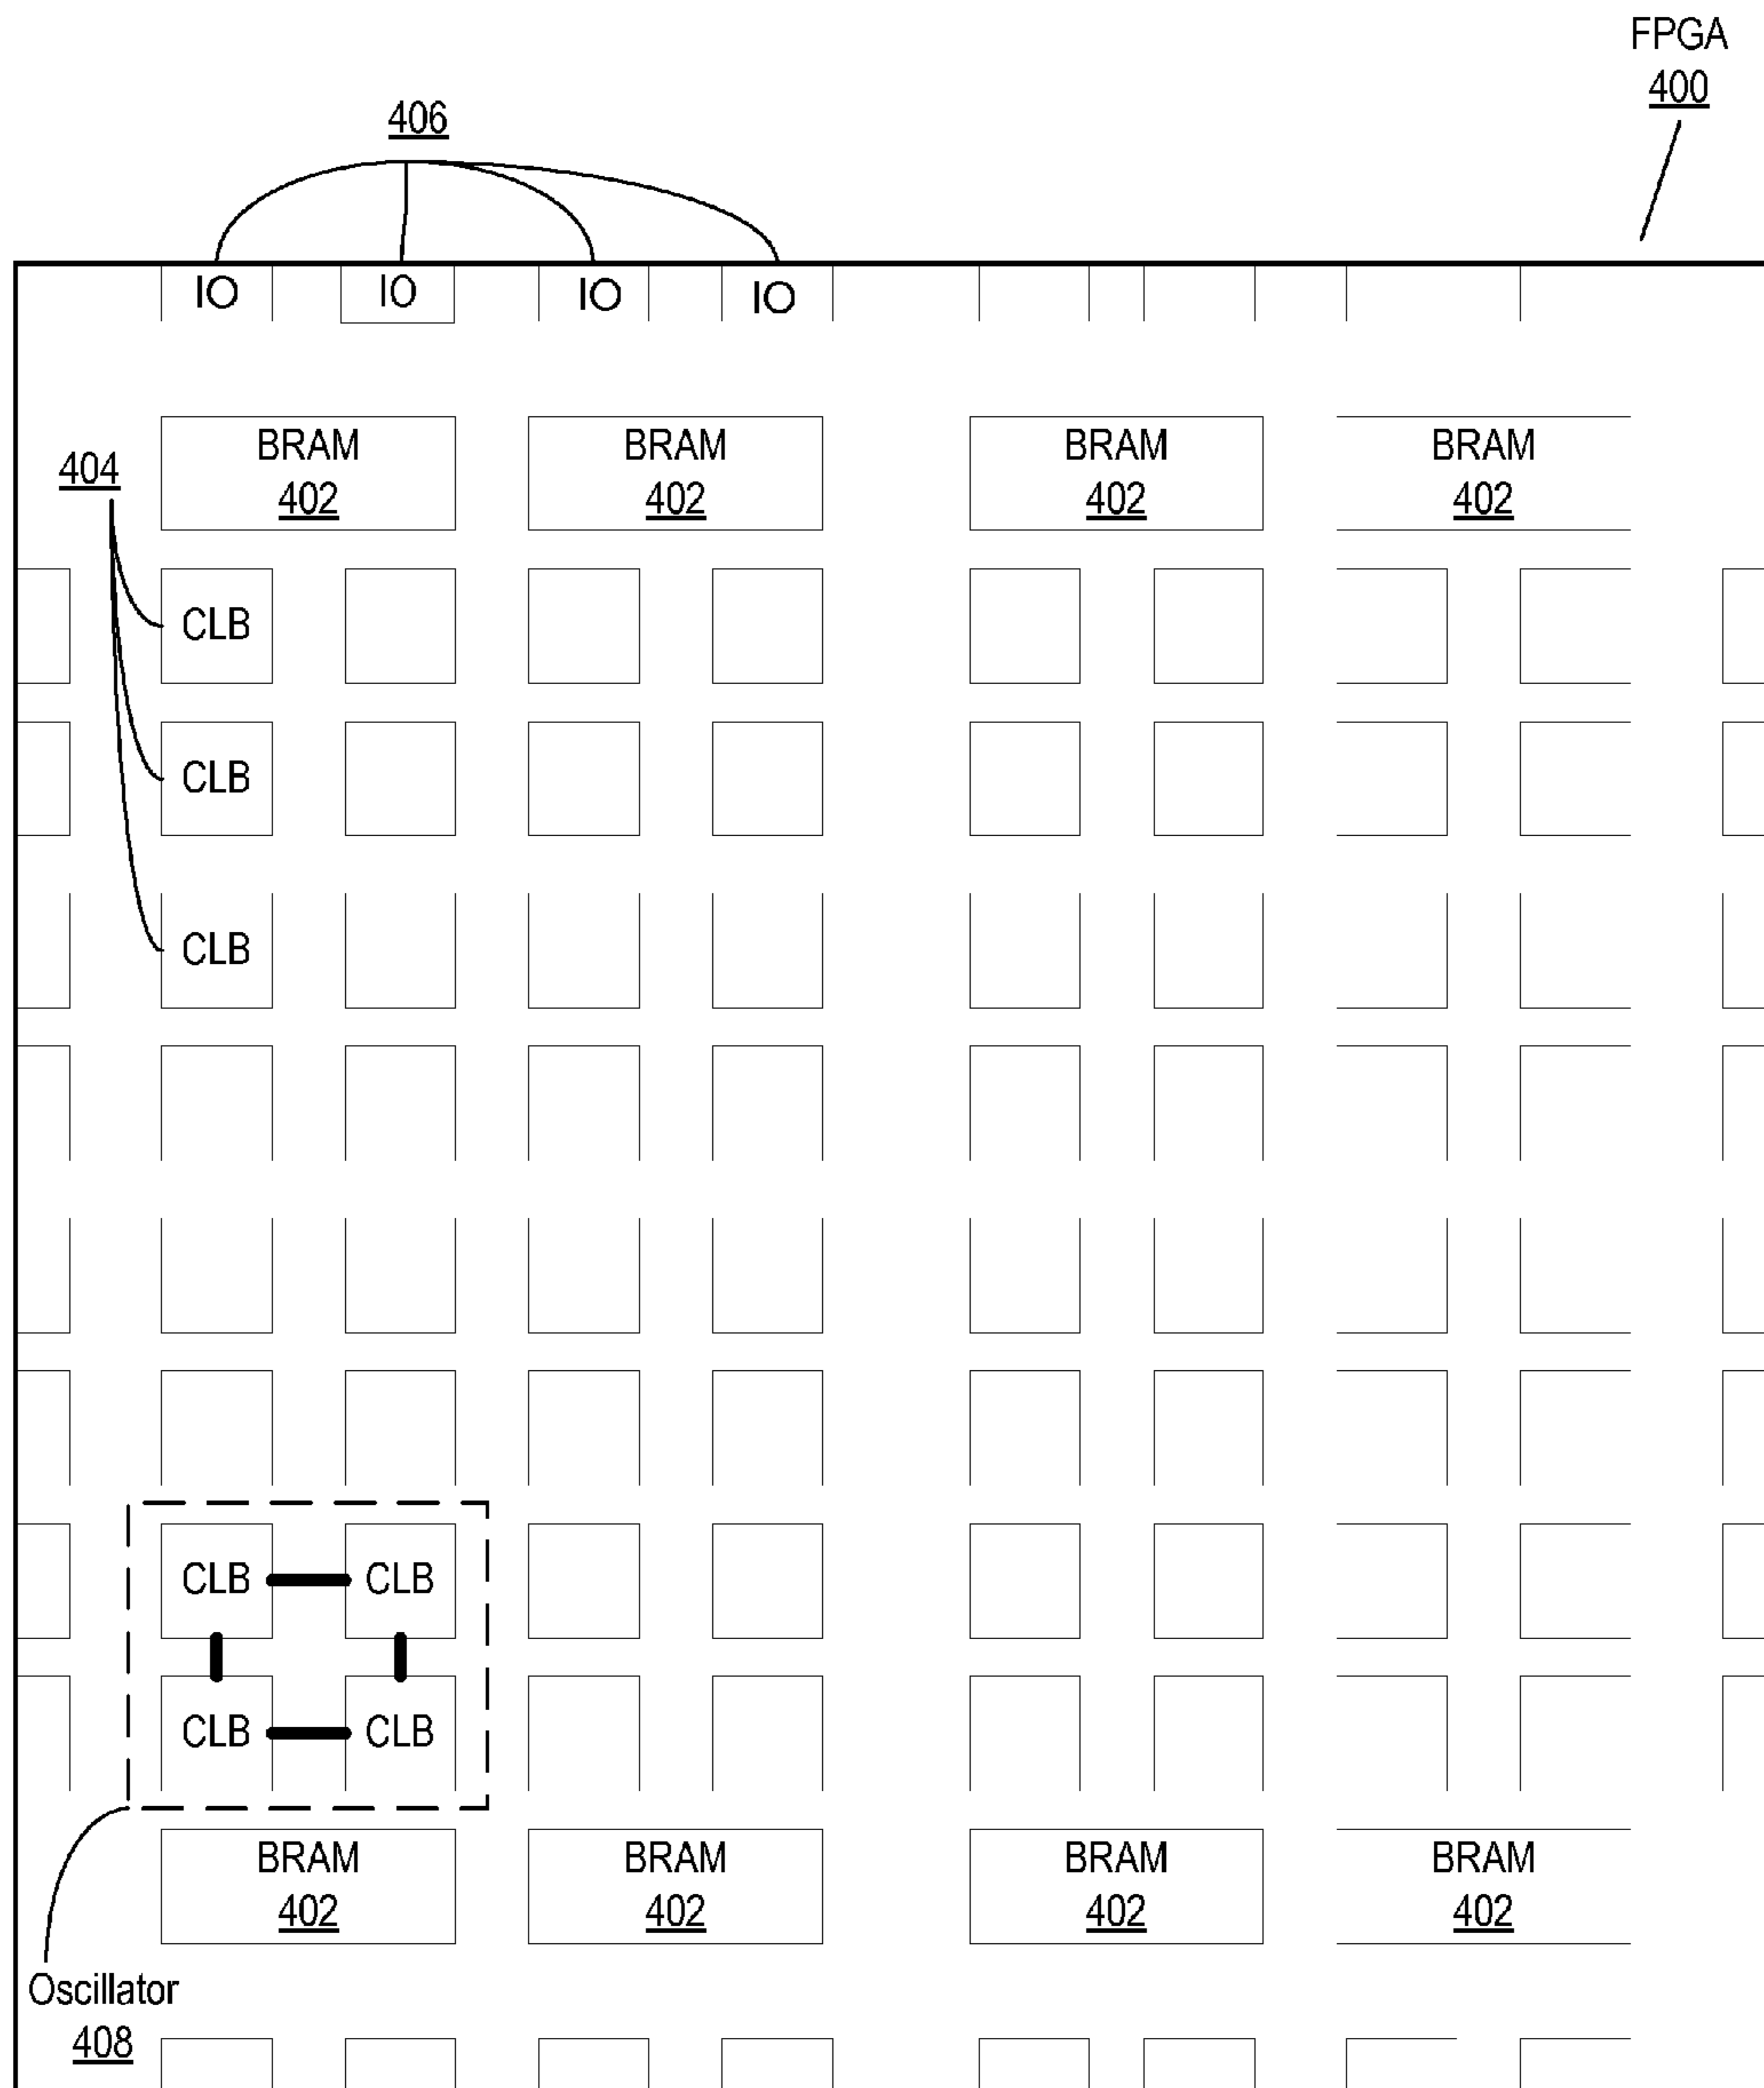 FPGA
400
406
IO IO IO IO
BRAM BRAM BRAM BRAM
402 402 402 402
404
CLB
CLB
CLB
CLB CLB
CLB CLB
BRAM BRAM BRAM BRAM
402 402 402 402
Oscillator
408